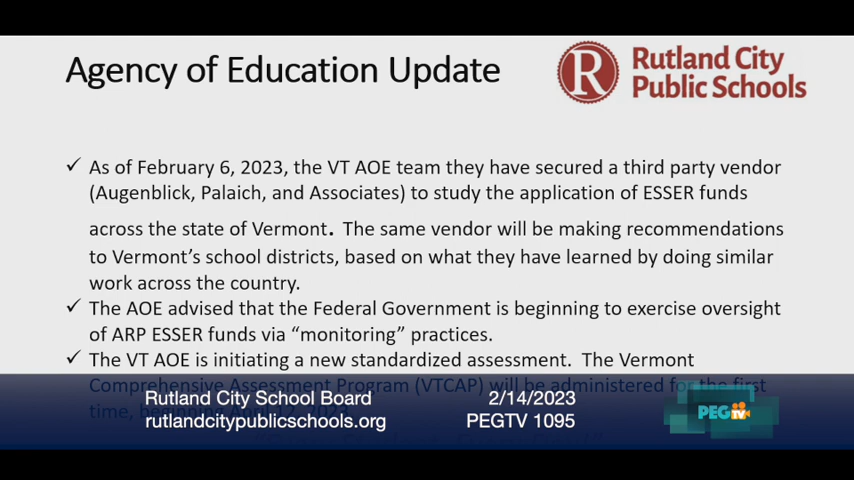 Agency of Education Update
Rutland City
Public Schools
R
✓ As of February 6, 2023, the VT AOE team they have secured a third party vendor
(Augenblick, Palaich, and Associates) to study the application of ESSER funds
across the state of Vermont. The same vendor will be making recommendations
to Vermont's school districts, based on what they have learned by doing similar
work across the country.
✓ The AOE advised that the Federal Government is beginning to exercise oversight
of ARP ESSER funds via “monitoring” practices.
✓ The VT AOE is initiating a new standardized assessment. The Vermont
Comprehensive Assessment Program (VTCAP) will be administered for the first
time, beginning April 17, 2023.
Rutland City School Board 2/14/2023
rutlandcitypublicschools.org PEGTV 1095
PEGTV